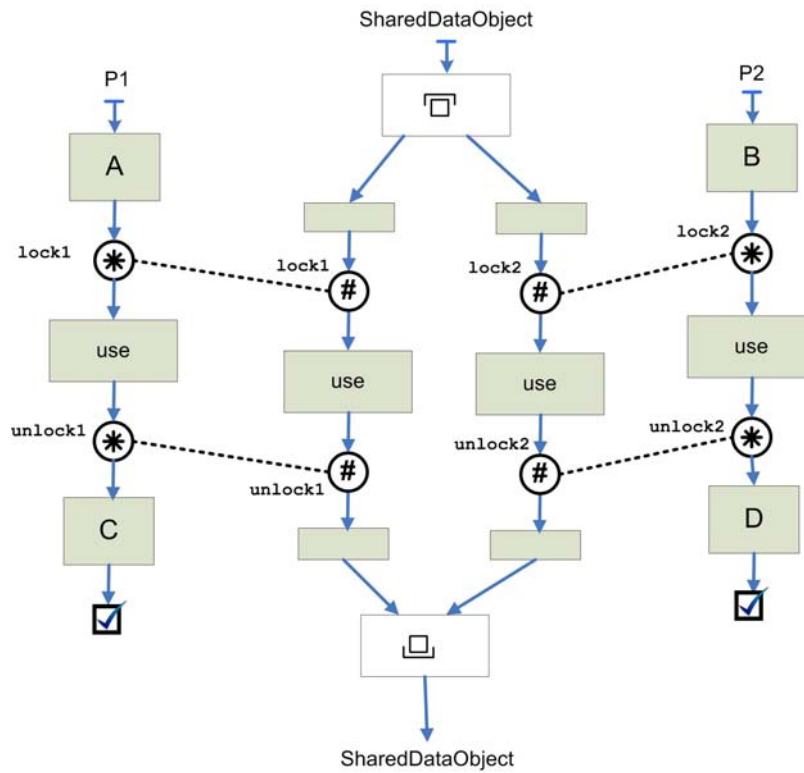 SharedDataObject
P1
P2
A
B
lock1
*
lock1
#
lock2
#
lock2
*
use
use
use
use
unlock1
*
unlock1
#
unlock2
#
unlock2
*
C
D
SharedDataObject